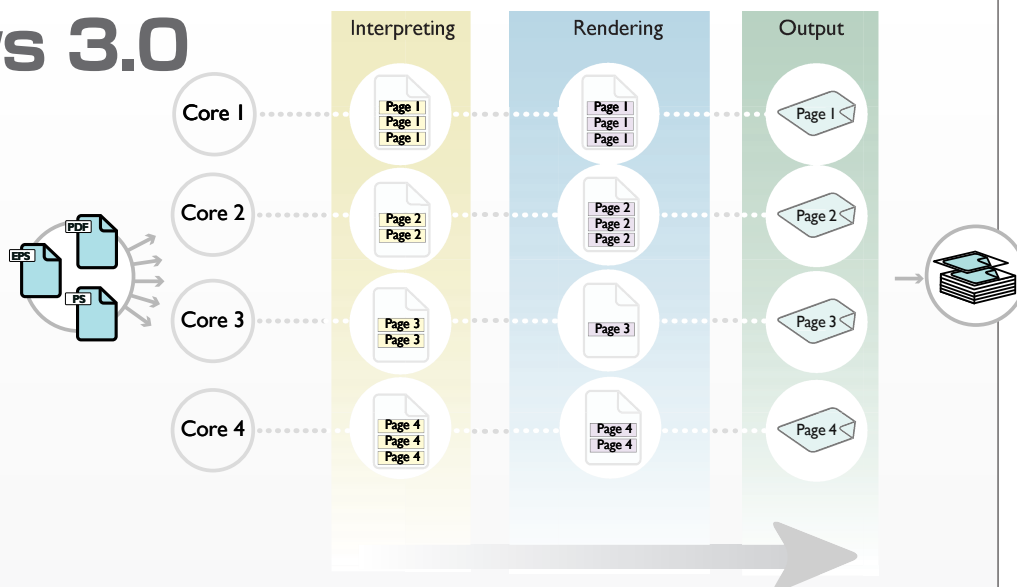 s 3.0
Interpreting
Rendering
Output
Core 1
Page 1
Page 1
Page 1
Page 1
Page 1
Page 1
Page 1
Core 2
Page 2
Page 2
Page 2
Page 2
Page 2
Page 2
PDF
EPS
PS
Core 3
Page 3
Page 3
Page 3
Page 3
Core 4
Page 4
Page 4
Page 4
Page 4
Page 4
Page 4